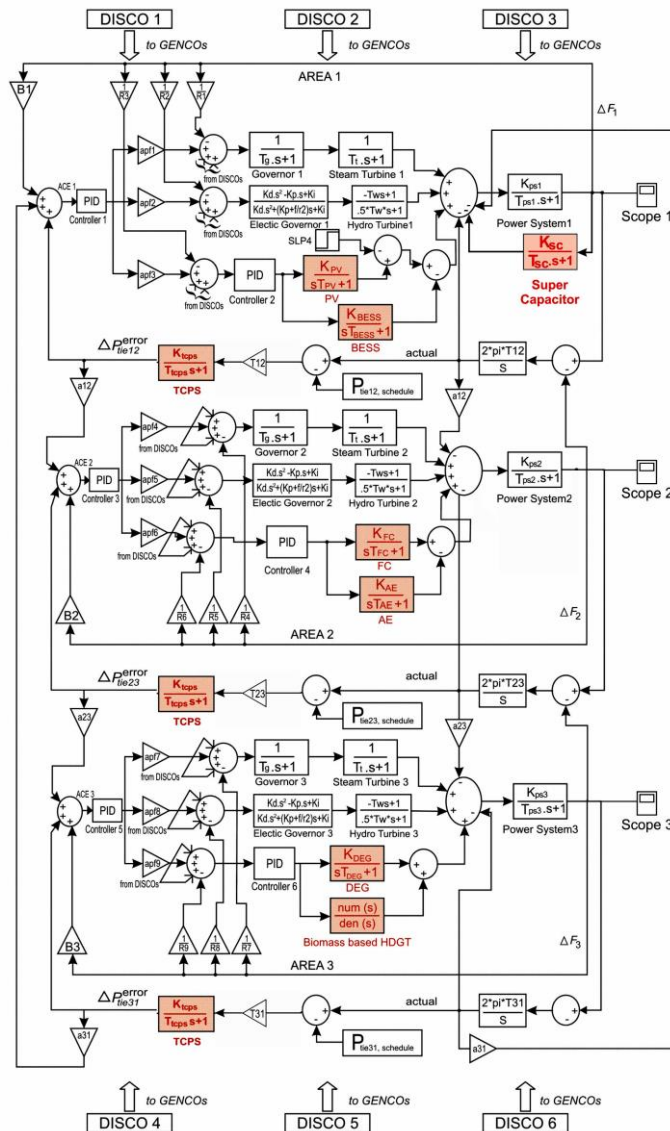 DISCO 1 DISCO 2 DISCO 3
to GENCOs to GENCOs to GENCOs
AREA 1
B1
1/R3 1/R2 1/R1
ΔF1
apf1
from DISCOs
1 / Tg.s+1
Governor 1
1 / Tt.s+1
Steam Turbine 1
ACE 1
PID
Controller 1
apf2
from DISCOs
Kd.s²-Kp.s+Ki / Kd.s²+(Kp+f/r2)s+Ki
Electic Governor 1
-Tws+1 / .5*Tw*s+1
Hydro Turbine1
Kps1 / Tps1.s+1
Power System1
Scope 1
SLP4
apf3
from DISCOs
PID
Controller 2
KPV / sTPV+1
PV
KSC / TSC.s+1
Super
Capacitor
KBESS / sTBESS+1
BESS
ΔP error tie12
Ktcps / Ttcps s+1
TCPS
T12
actual
2*pi*T12 / S
Ptie12, schedule
a12 a12
apf4
from DISCOs
1 / Tg.s+1
Governor 2
1 / Tt.s+1
Steam Turbine 2
ACE 2
PID
Controller 3
apf5
from DISCOs
Kd.s²-Kp.s+Ki / Kd.s²+(Kp+f/r2)s+Ki
Electic Governor 2
-Tws+1 / .5*Tw*s+1
Hydro Turbine 2
Kps2 / Tps2.s+1
Power System2
Scope 2
apf6
from DISCOs
PID
Controller 4
KFC / sTFC+1
FC
KAE / sTAE+1
AE
B2
1/R6 1/R5 1/R4
AREA 2
ΔF2
ΔP error tie23
Ktcps / Ttcps s+1
TCPS
T23
actual
2*pi*T23 / S
Ptie23, schedule
a23 a23
apf7
from DISCOs
1 / Tg.s+1
Governor 3
1 / Tt.s+1
Steam Turbine 3
ACE 3
PID
Controller 5
apf8
from DISCOs
Kd.s²-Kp.s+Ki / Kd.s²+(Kp+f/r2)s+Ki
Electic Governor 3
-Tws+1 / .5*Tw*s+1
Hydro Turbine 3
Kps3 / Tps3.s+1
Power System3
Scope 3
apf9
from DISCOs
PID
Controller 6
KDEG / sTDEG+1
DEG
num (s) / den (s)
Biomass based HDGT
B3
1/R9 1/R8 1/R7
AREA 3
ΔF3
ΔP error tie31
Ktcps / Ttcps s+1
TCPS
T31
actual
2*pi*T31 / S
Ptie31, schedule
a31 a31
to GENCOs to GENCOs to GENCOs
DISCO 4 DISCO 5 DISCO 6